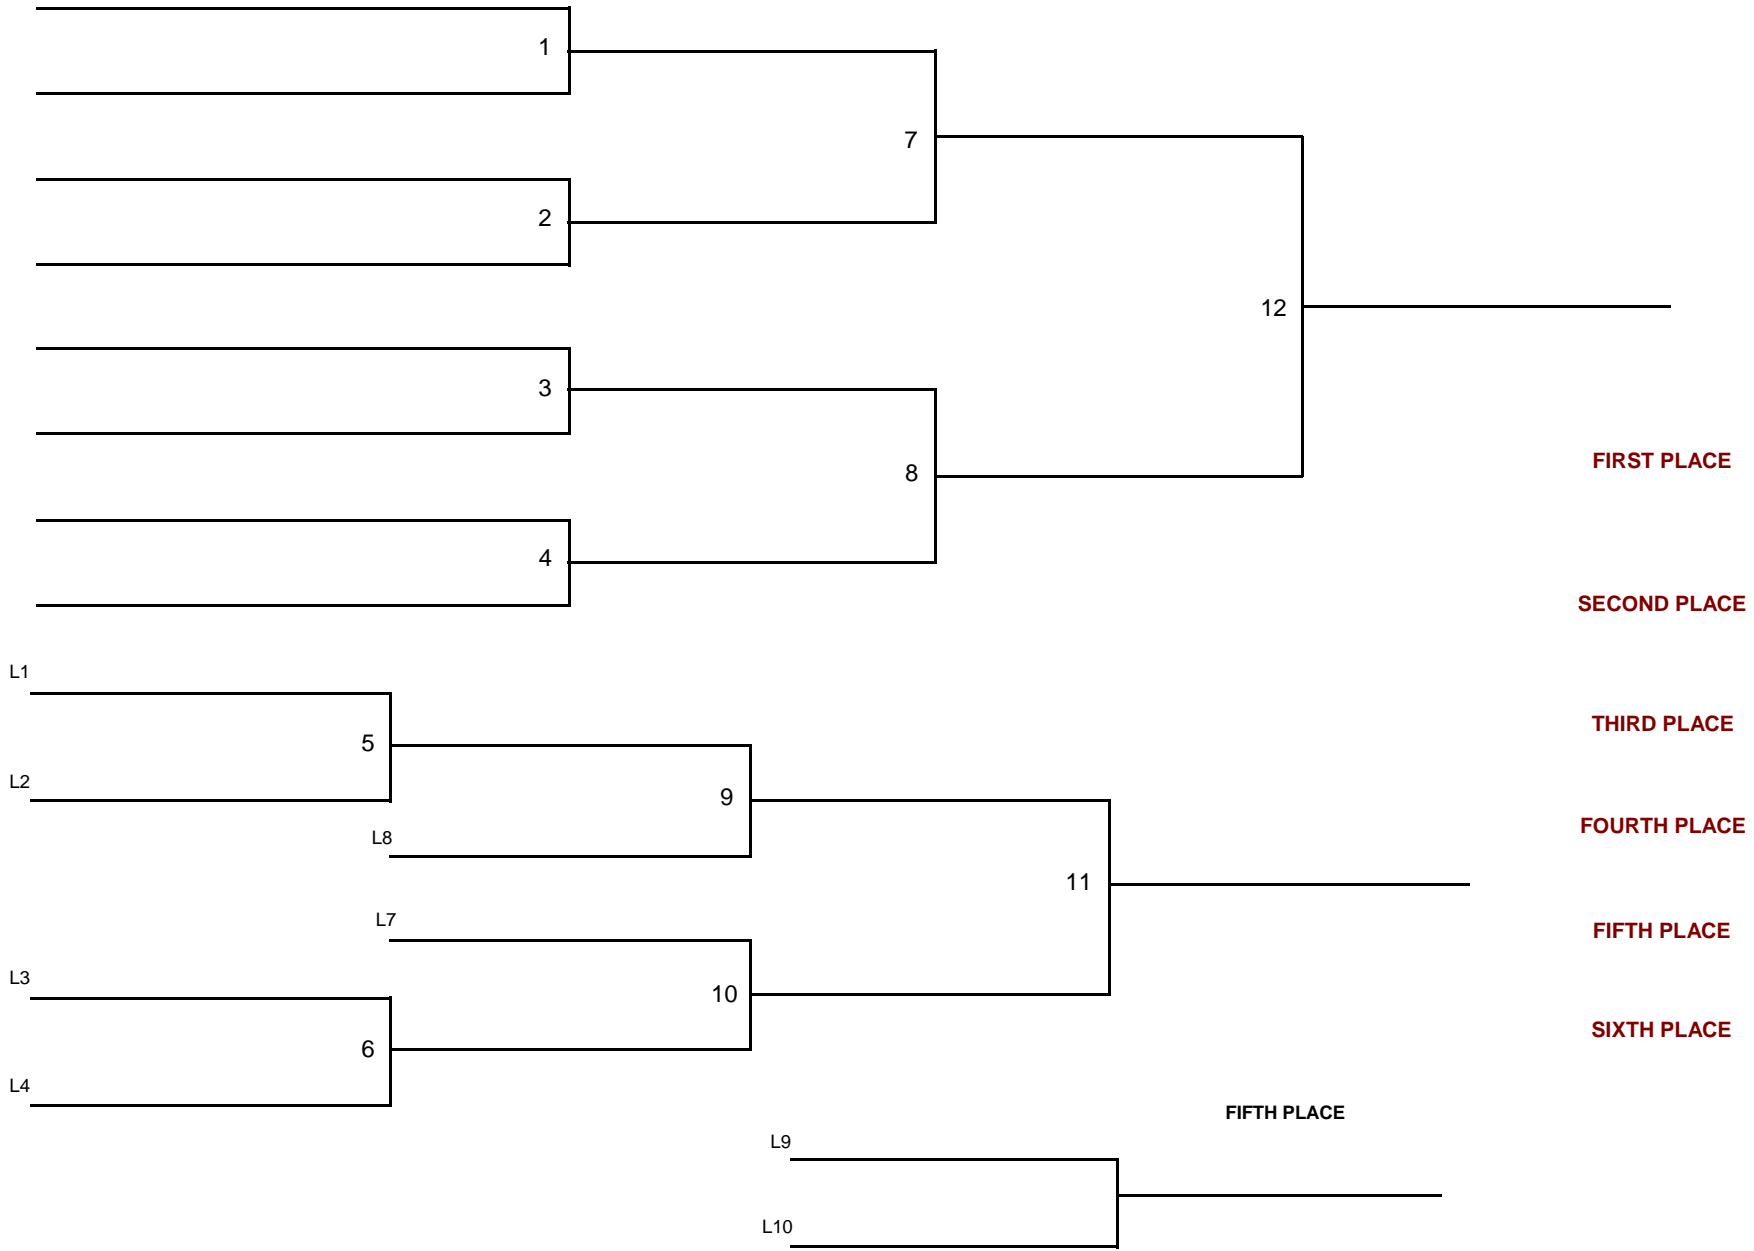 1
7
2
12
3
FIRST PLACE
8
4
SECOND PLACE
L1
THIRD PLACE
5
L2
9
FOURTH PLACE
L8
11
L7
FIFTH PLACE
L3
10
SIXTH PLACE
6
L4
FIFTH PLACE
L9
L10